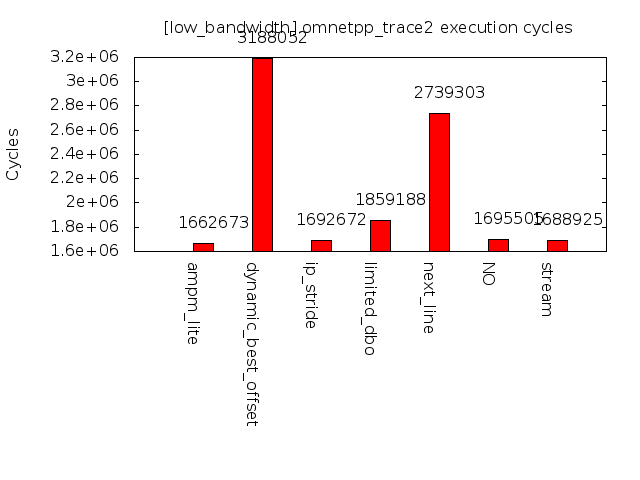 [low_bandwidth] omnetpp_trace2 execution cycles
Cycles
3.2e+06
3e+06
2.8e+06
2.6e+06
2.4e+06
2.2e+06
2e+06
1.8e+06
1.6e+06
1662673
3188052
1692672
1859188
2739303
1695505
1688925
ampm_lite
dynamic_best_offset
ip_stride
limited_dbo
next_line
NO
stream